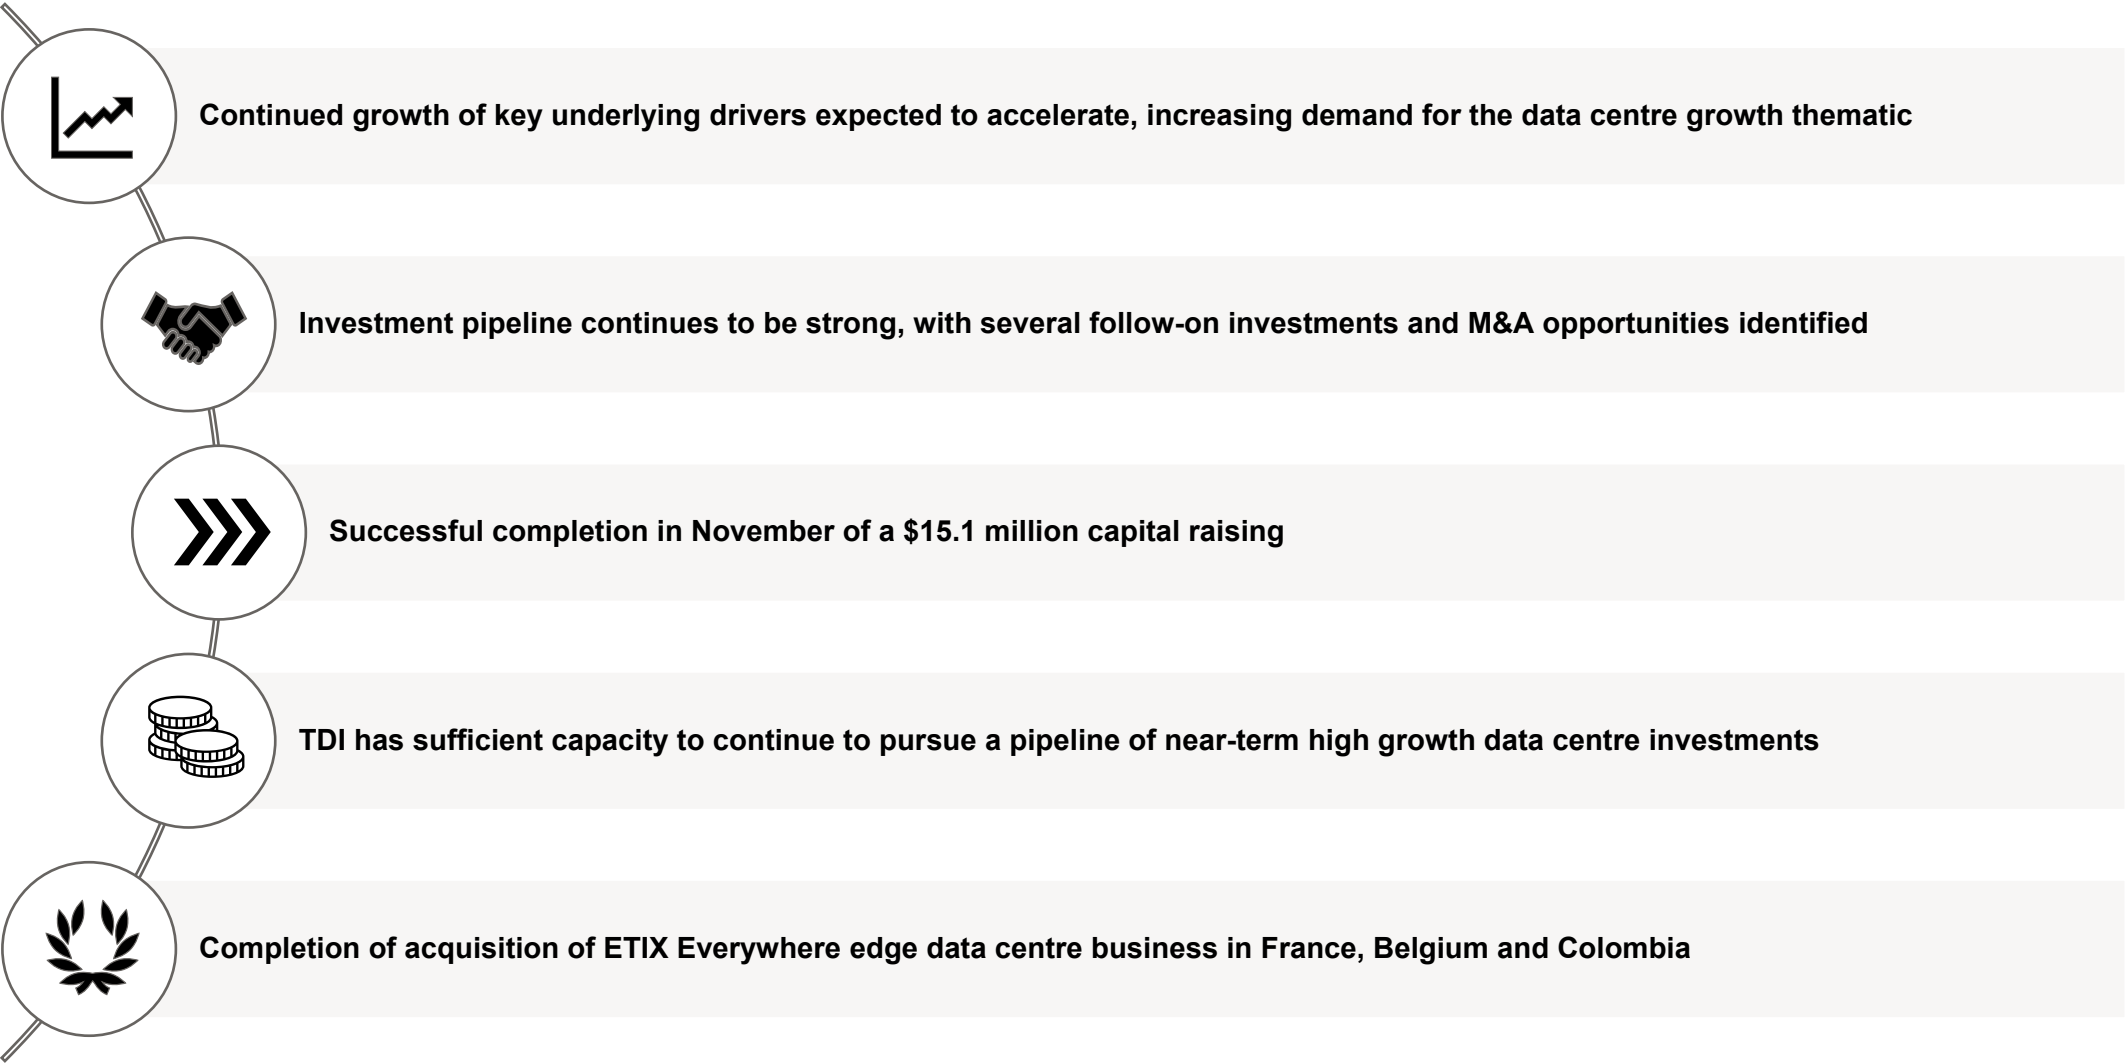 Continued growth of key underlying drivers expected to accelerate, increasing demand for the data centre growth thematic
Investment pipeline continues to be strong, with several follow-on investments and M&A opportunities identified
Successful completion in November of a $15.1 million capital raising
TDI has sufficient capacity to continue to pursue a pipeline of near-term high growth data centre investments
Completion of acquisition of ETIX Everywhere edge data centre business in France, Belgium and Colombia